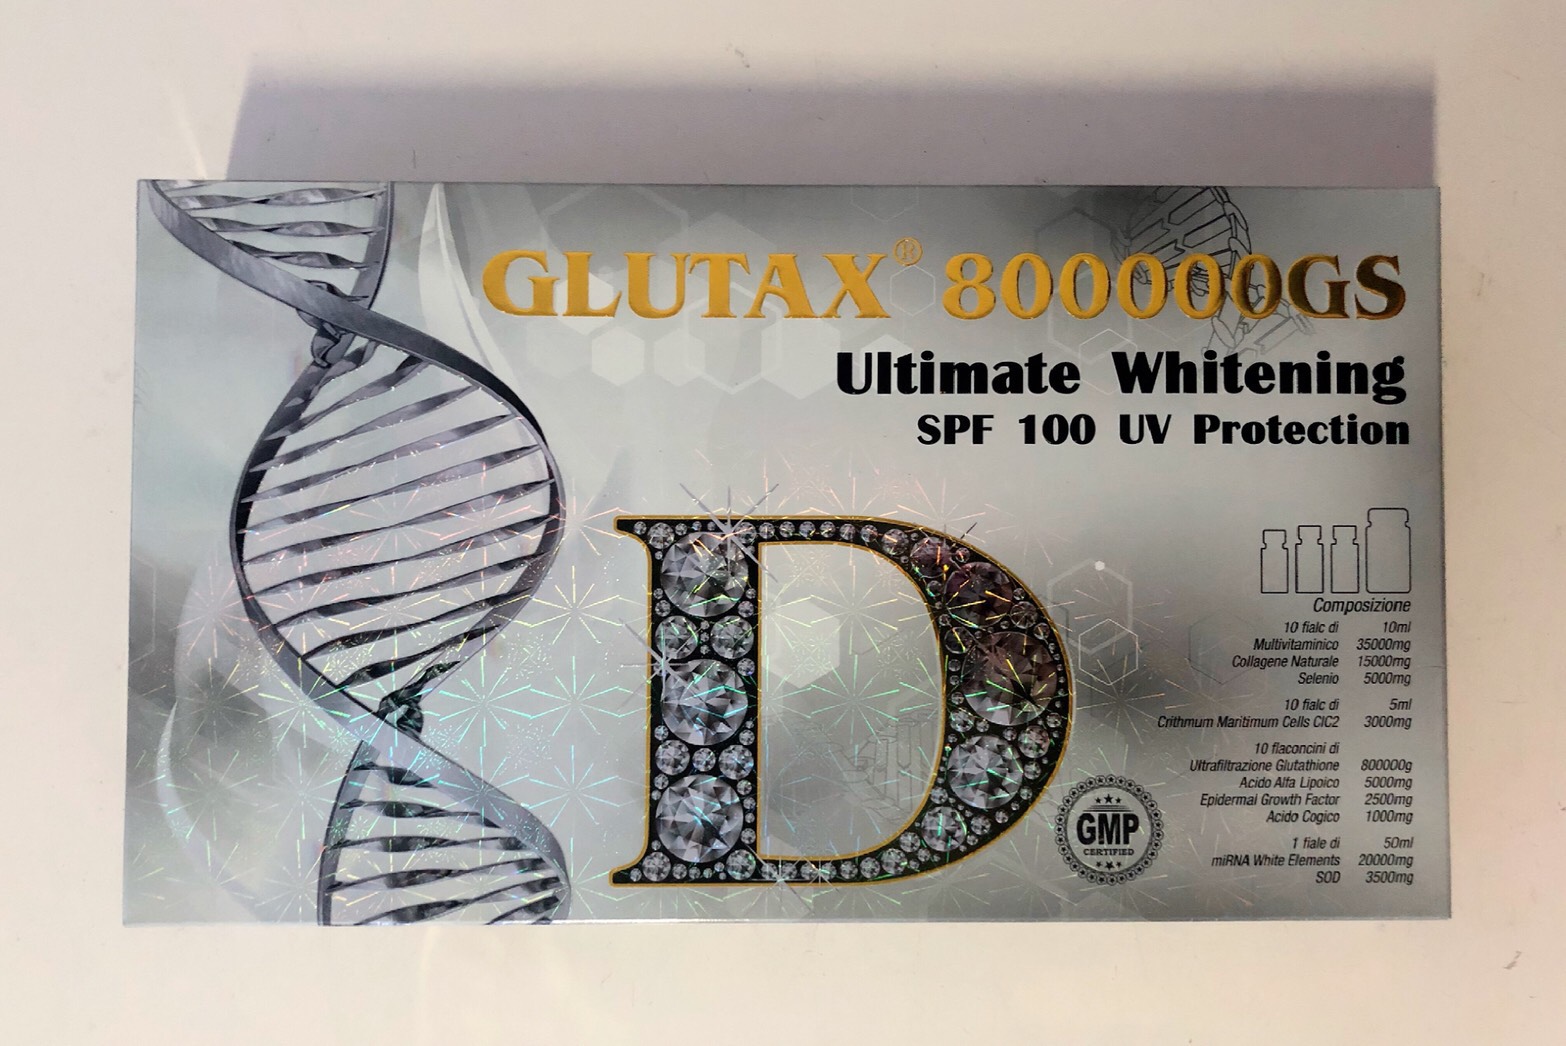 GLUTAX® 800000GS
Ultimate Whitening
SPF 100 UV Protection
Composizione
10 fialc di 10ml
Multivitaminico 35000mg
Collagene Naturale 15000mg
Selenio 5000mg
10 fialc di 5ml
Crithmum Maritimum Cells ClC2 3000mg
10 flaconcini di
Ultrafiltrazione Glutathione 800000g
Acido Alfa Lipoico 5000mg
Epidermal Growth Factor 2500mg
Acido Cogico 1000mg
1 fiale di 50ml
miRNA White Elements 20000mg
SOD 3500mg
D
GMP
CERTIFIED